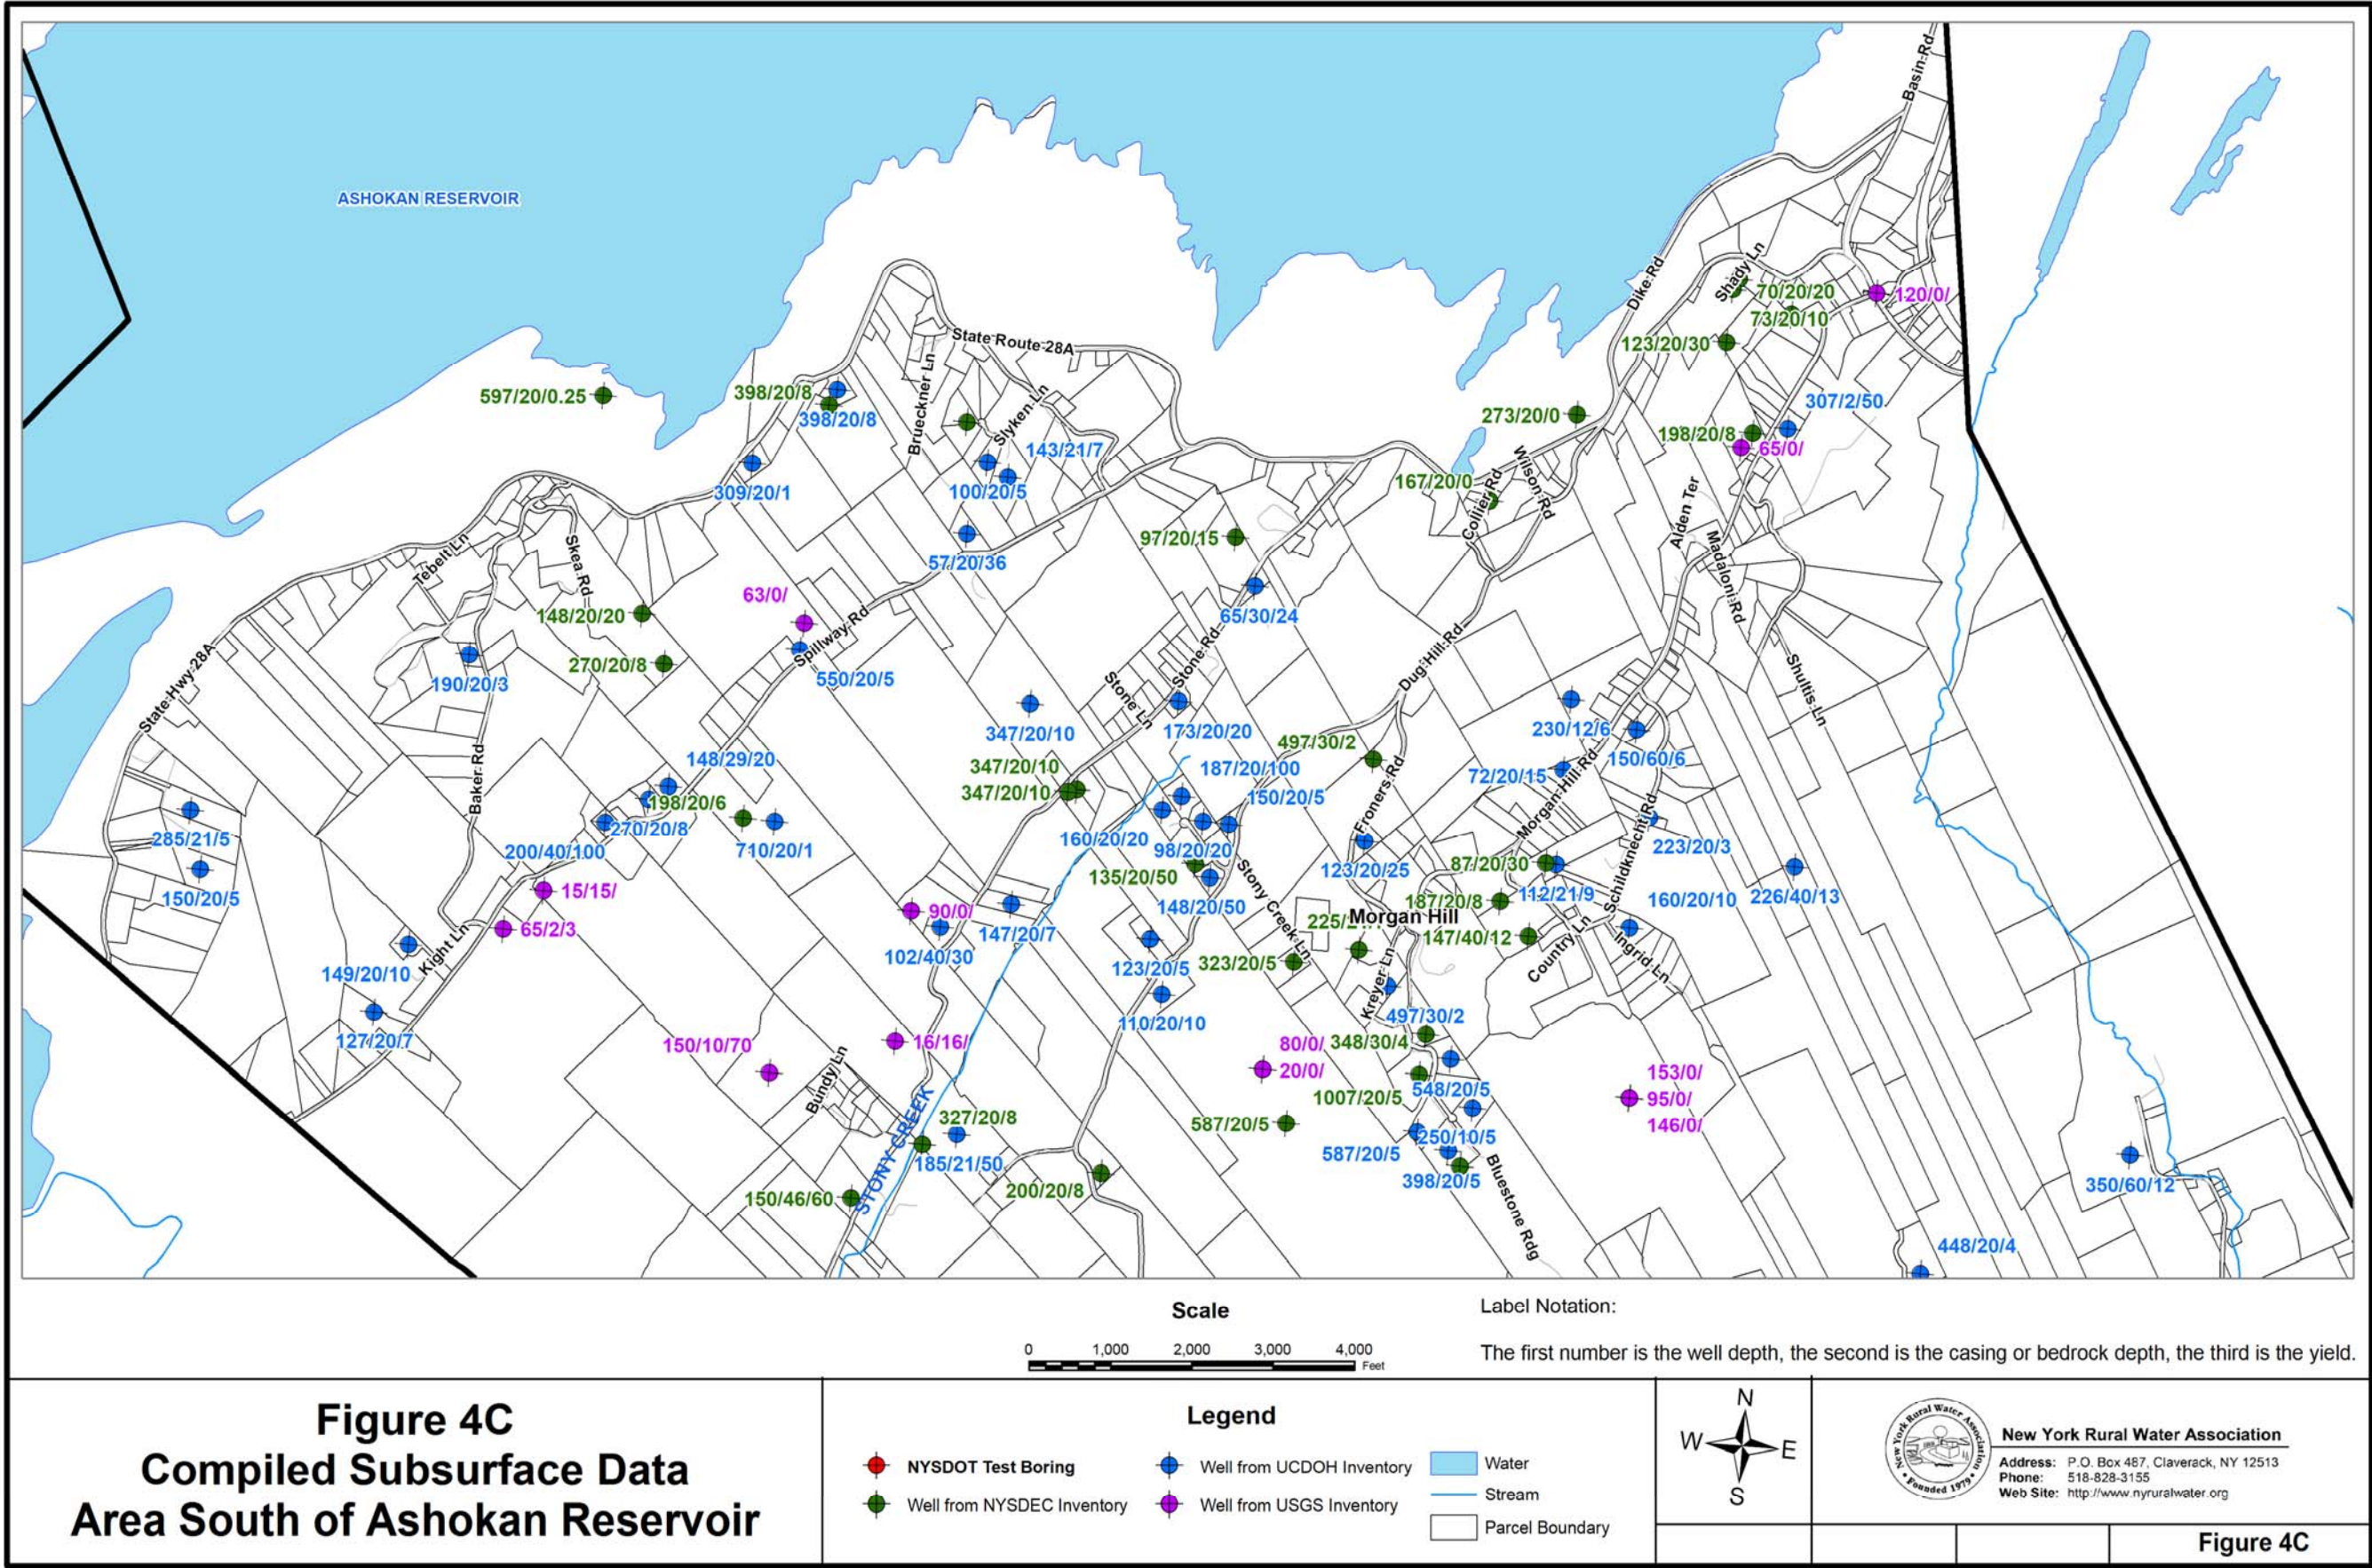 ASHOKAN RESERVOIR
Basin Rd
Shady Ln
70/20/20
120/0/
Dike Rd
73/20/10
123/20/30
State Route 28A
597/20/0.25
398/20/8
398/20/8
Brueckner Ln
Slyken Ln
307/2/50
273/20/0
198/20/8
65/0/
143/21/7
309/20/1
100/20/5
167/20/0
Wilson Rd
Collier Rd
Alden Ter
Madaloni Rd
97/20/15
57/20/36
Tebelt Ln
Skea Rd
63/0/
148/20/20
65/30/24
Spillway Rd
State Hwy 28A
270/20/8
190/20/3
550/20/5
Stone Rd
Stone Ln
Dug Hill Rd
Shultis Ln
347/20/10
173/20/20
230/12/6
497/30/2
148/29/20
347/20/10
187/20/100
72/20/15
150/60/6
347/20/10
150/20/5
198/20/6
Baker Rd
Froners Rd
Morgan Hill Rd
Schildknecht Rd
270/20/8
285/21/5
200/40/100
710/20/1
160/20/20
98/20/20
223/20/3
135/20/50
Stony Creek Ln
123/20/25
87/20/30
15/15/
150/20/5
112/21/9
187/20/8
160/20/10
226/40/13
90/0/
148/20/50
225/2
Morgan Hill
65/2/3
147/20/7
147/40/12
Kight Ln
102/40/30
123/20/5
323/20/5
Country Ln
Ingrid Ln
149/20/10
Kreyer Ln
110/20/10
497/30/2
127/20/7
150/10/70
16/16/
80/0/
348/30/4
20/0/
153/0/
Bundy Ln
1007/20/5
548/20/5
95/0/
327/20/8
587/20/5
146/0/
STONY CREEK
250/10/5
587/20/5
185/21/50
398/20/5
Bluestone Rdg
350/60/12
150/46/60
200/20/8
448/20/4
Scale
0 1,000 2,000 3,000 4,000
Feet
Label Notation:
The first number is the well depth, the second is the casing or bedrock depth, the third is the yield.
Figure 4C
Compiled Subsurface Data
Area South of Ashokan Reservoir
Legend
NYSDOT Test Boring
Well from NYSDEC Inventory
Well from UCDOH Inventory
Well from USGS Inventory
Water
Stream
Parcel Boundary
N
W E
S
New York Rural Water Association
Founded 1979
New York Rural Water Association
Address: P.O. Box 487, Claverack, NY 12513
Phone: 518-828-3155
Web Site: http://www.nyruralwater.org
Figure 4C